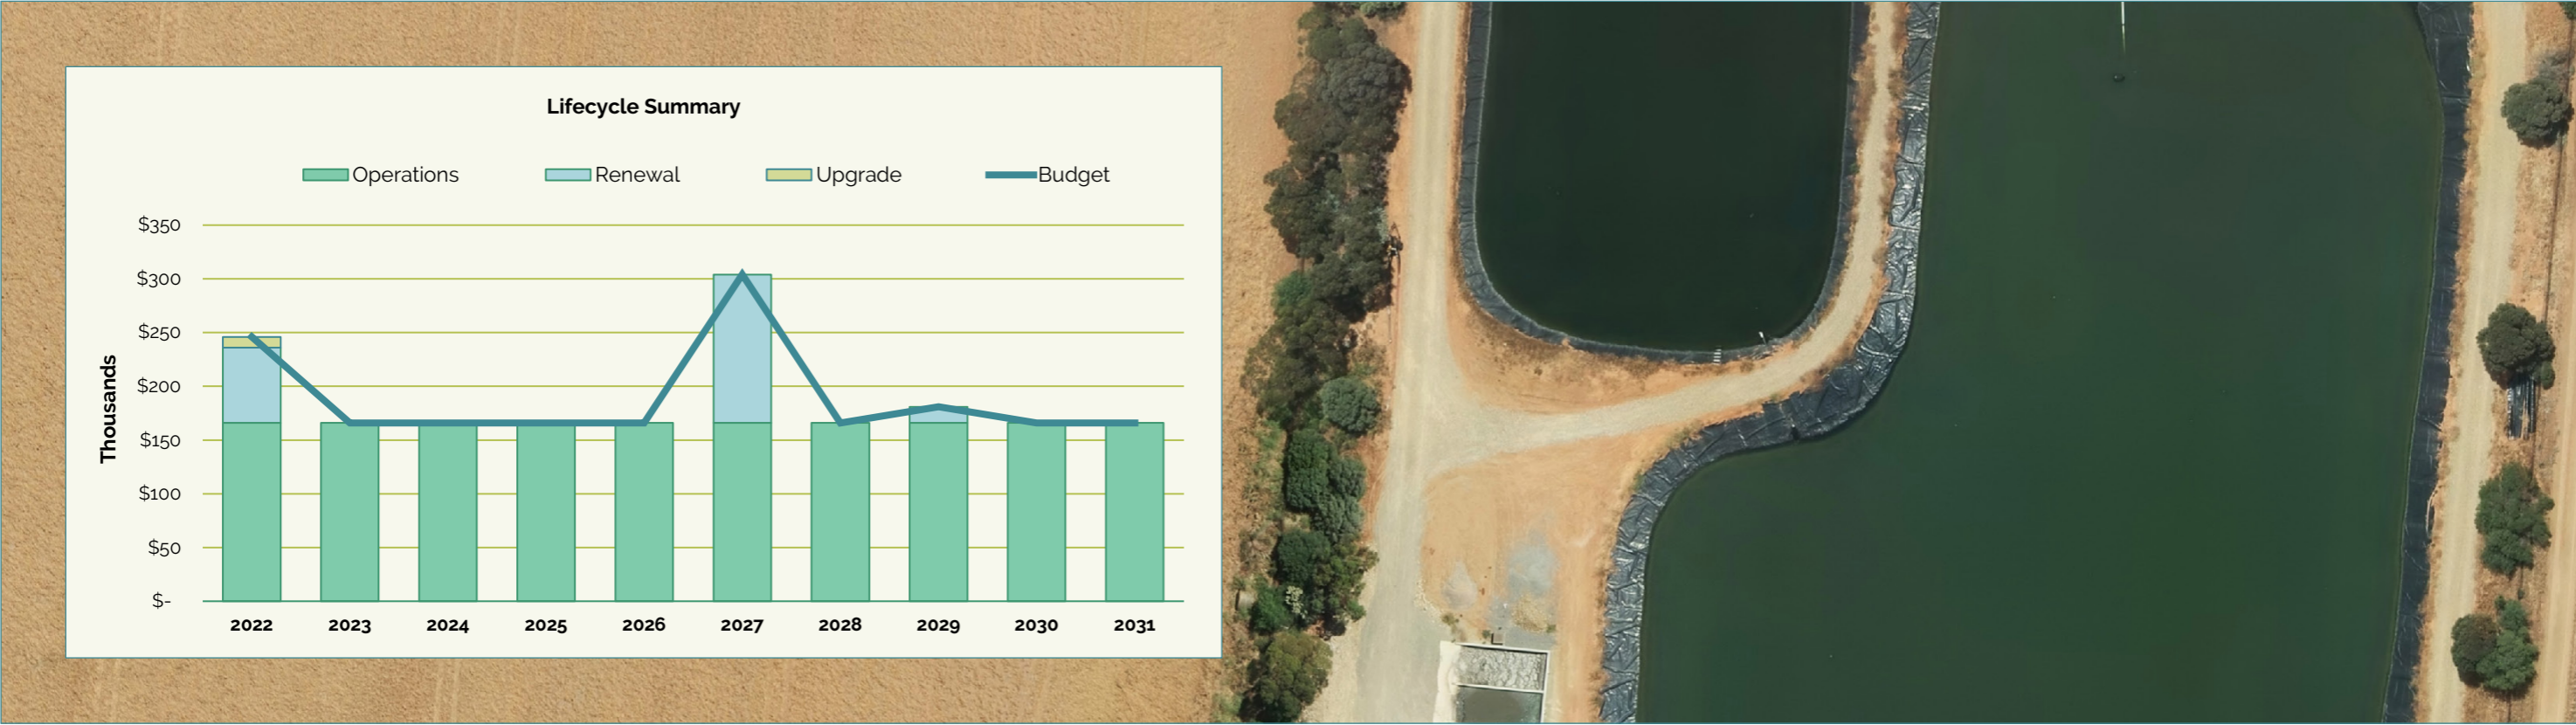 Lifecycle Summary
Operations Renewal Upgrade Budget
Thousands
$350
$300
$250
$200
$150
$100
$50
$-
2022 2023 2024 2025 2026 2027 2028 2029 2030 2031